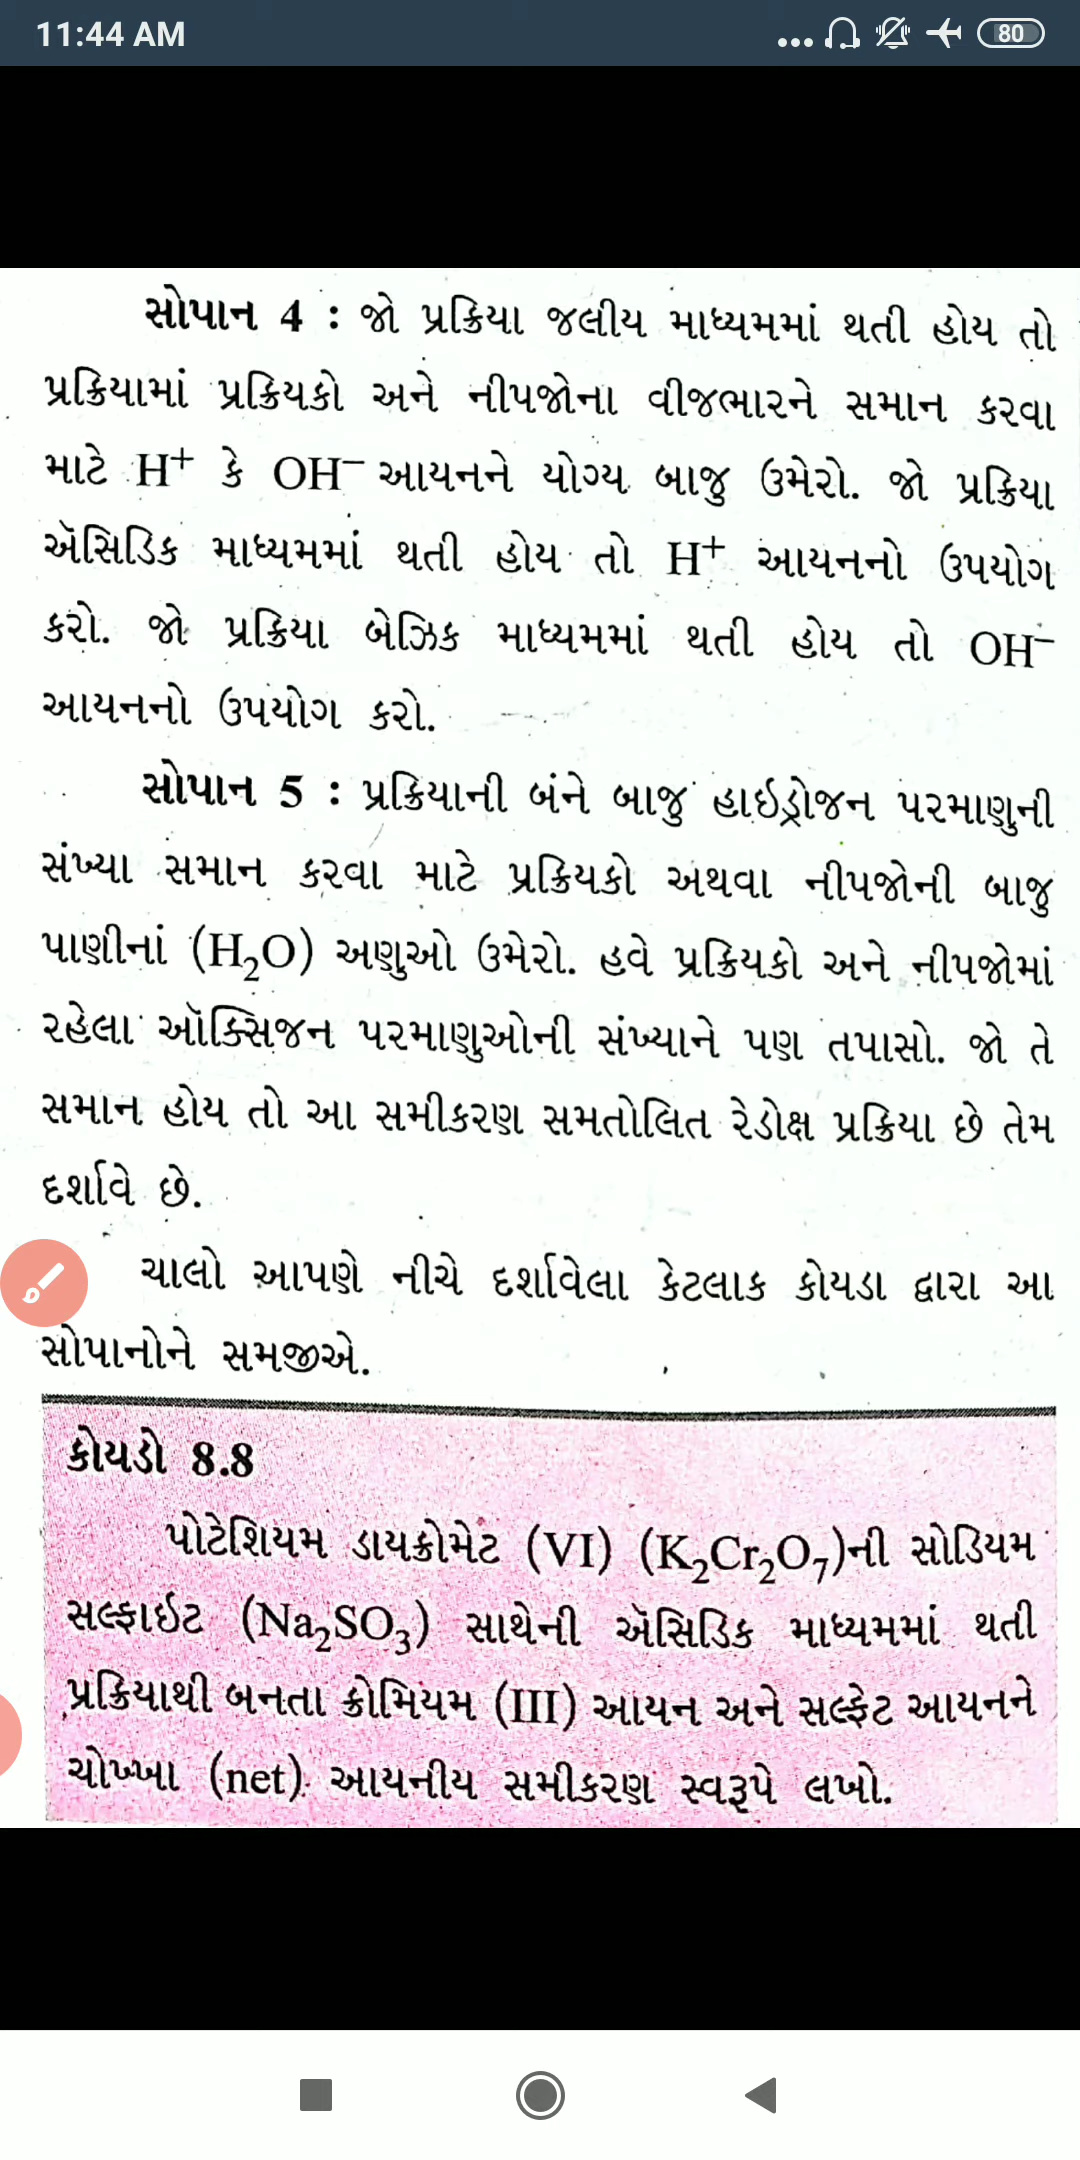 11:44 AM
80
સોપાન 4 : જો પ્રક્રિયા જલીય માધ્યમમાં થતી હોય તો
પ્રક્રિયામાં પ્રક્રિયકો અને નીપજોના વીજભારને સમાન કરવા
માટે H⁺ કે OH⁻ આયનને યોગ્ય બાજુ ઉમેરો. જો પ્રક્રિયા
ઍસિડિક માધ્યમમાં થતી હોય તો H⁺ આયનનો ઉપયોગ
કરો. જો પ્રક્રિયા બેઝિક માધ્યમમાં થતી હોય તો OH⁻
આયનનો ઉપયોગ કરો.
સોપાન 5 : પ્રક્રિયાની બંને બાજુ હાઇડ્રોજન પરમાણુની
સંખ્યા સમાન કરવા માટે પ્રક્રિયકો અથવા નીપજોની બાજુ
પાણીનાં (H₂O) અણુઓ ઉમેરો. હવે પ્રક્રિયકો અને નીપજોમાં
રહેલા ઑક્સિજન પરમાણુઓની સંખ્યાને પણ તપાસો. જો તે
સમાન હોય તો આ સમીકરણ સમતોલિત રેડોક્ષ પ્રક્રિયા છે તેમ
દર્શાવે છે.
ચાલો આપણે નીચે દર્શાવેલા કેટલાક કોયડા દ્વારા આ
સોપાનોને સમજીએ.
કોયડો 8.8
પોટેશિયમ ડાયક્રોમેટ (VI) (K₂Cr₂O₇)ની સોડિયમ
સલ્ફાઇટ (Na₂SO₃) સાથેની ઍસિડિક માધ્યમમાં થતી
પ્રક્રિયાથી બનતા ક્રોમિયમ (III) આયન અને સલ્ફેટ આયનને
ચોખ્ખા (net) આયનીય સમીકરણ સ્વરૂપે લખો.